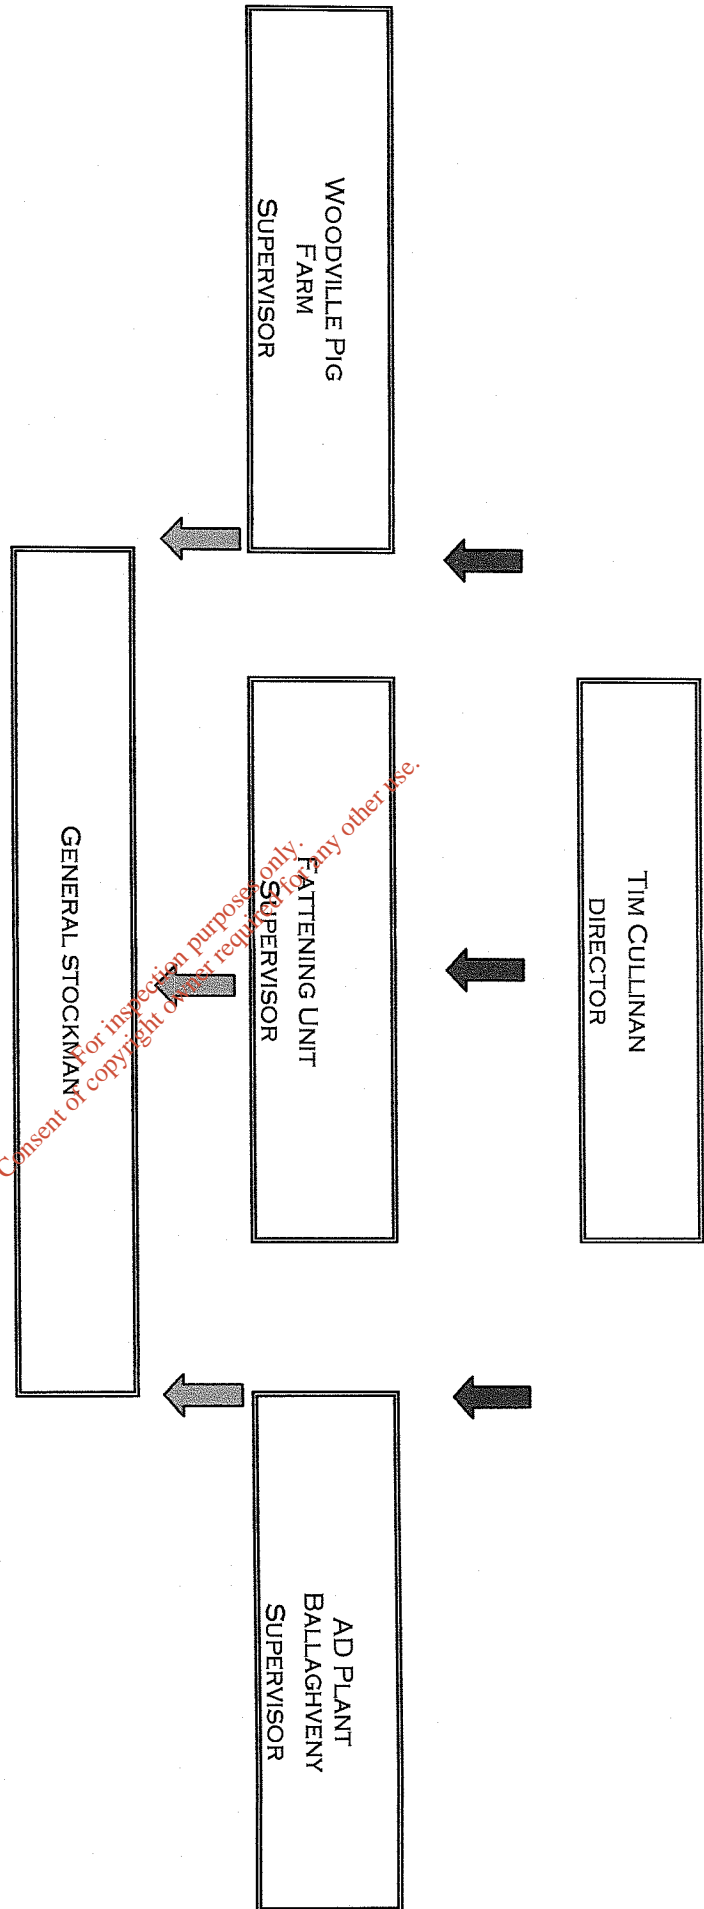 TIM CULLINAN
DIRECTOR
WOODVILLE PIG
FARM
SUPERVISOR
FATTENING UNIT
SUPERVISOR
AD PLANT
BALLAGHVENY
SUPERVISOR
GENERAL STOCKMAN
For inspection purposes only.
Consent of copyright owner required for any other use.